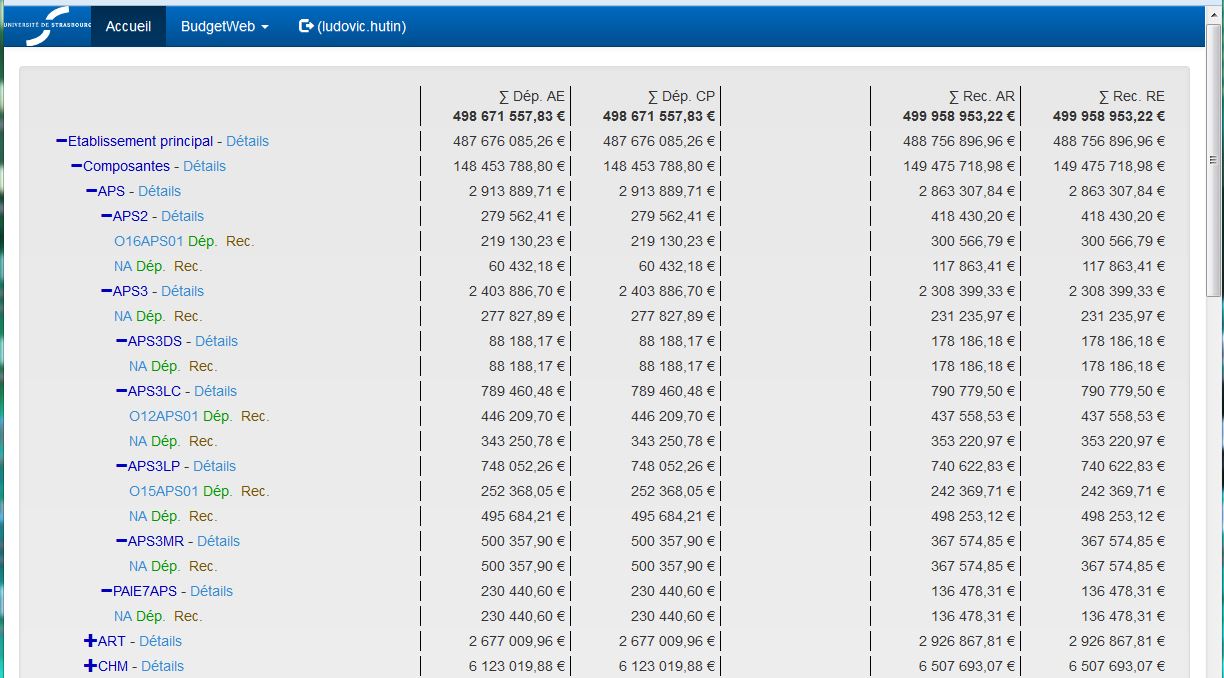 UNIVERSITÉ DE STRASBOURG Accueil BudgetWeb (ludovic.hutin)
∑ Dép. AE ∑ Dép. CP ∑ Rec. AR ∑ Rec. RE
498 671 557,83 € 498 671 557,83 € 499 958 953,22 € 499 958 953,22 €
Etablissement principal - Détails 487 676 085,26 € 487 676 085,26 € 488 756 896,96 € 488 756 896,96 €
Composantes - Détails 148 453 788,80 € 148 453 788,80 € 149 475 718,98 € 149 475 718,98 €
APS - Détails 2 913 889,71 € 2 913 889,71 € 2 863 307,84 € 2 863 307,84 €
APS2 - Détails 279 562,41 € 279 562,41 € 418 430,20 € 418 430,20 €
O16APS01 Dép. Rec. 219 130,23 € 219 130,23 € 300 566,79 € 300 566,79 €
NA Dép. Rec. 60 432,18 € 60 432,18 € 117 863,41 € 117 863,41 €
APS3 - Détails 2 403 886,70 € 2 403 886,70 € 2 308 399,33 € 2 308 399,33 €
NA Dép. Rec. 277 827,89 € 277 827,89 € 231 235,97 € 231 235,97 €
APS3DS - Détails 88 188,17 € 88 188,17 € 178 186,18 € 178 186,18 €
NA Dép. Rec. 88 188,17 € 88 188,17 € 178 186,18 € 178 186,18 €
APS3LC - Détails 789 460,48 € 789 460,48 € 790 779,50 € 790 779,50 €
O12APS01 Dép. Rec. 446 209,70 € 446 209,70 € 437 558,53 € 437 558,53 €
NA Dép. Rec. 343 250,78 € 343 250,78 € 353 220,97 € 353 220,97 €
APS3LP - Détails 748 052,26 € 748 052,26 € 740 622,83 € 740 622,83 €
O15APS01 Dép. Rec. 252 368,05 € 252 368,05 € 242 369,71 € 242 369,71 €
NA Dép. Rec. 495 684,21 € 495 684,21 € 498 253,12 € 498 253,12 €
APS3MR - Détails 500 357,90 € 500 357,90 € 367 574,85 € 367 574,85 €
NA Dép. Rec. 500 357,90 € 500 357,90 € 367 574,85 € 367 574,85 €
PAIE7APS - Détails 230 440,60 € 230 440,60 € 136 478,31 € 136 478,31 €
NA Dép. Rec. 230 440,60 € 230 440,60 € 136 478,31 € 136 478,31 €
ART - Détails 2 677 009,96 € 2 677 009,96 € 2 926 867,81 € 2 926 867,81 €
CHM - Détails 6 123 019,88 € 6 123 019,88 € 6 507 693,07 € 6 507 693,07 €